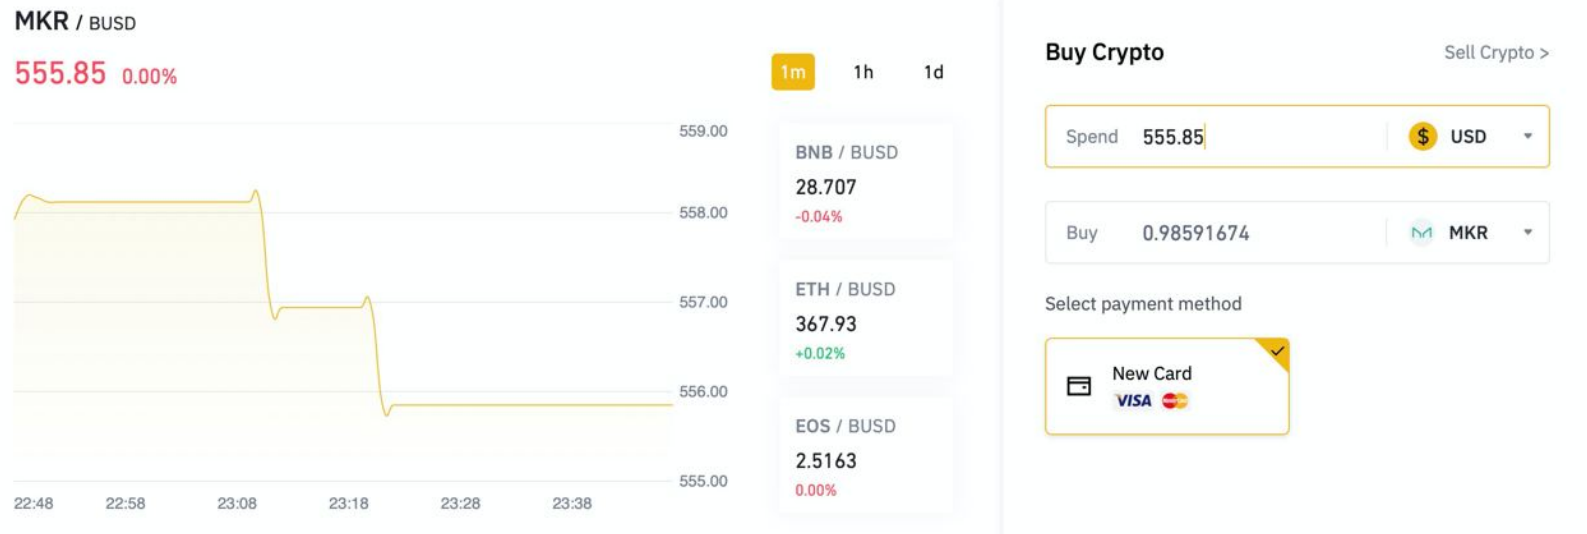 MKR / BUSD
555.85 0.00%
1m 1h 1d
559.00
558.00
557.00
556.00
555.00
22:48 22:58 23:08 23:18 23:28 23:38
BNB / BUSD
28.707
-0.04%
ETH / BUSD
367.93
+0.02%
EOS / BUSD
2.5163
0.00%
Buy Crypto Sell Crypto >
Spend 555.85 $ USD
Buy 0.98591674 MKR
Select payment method
New Card
VISA